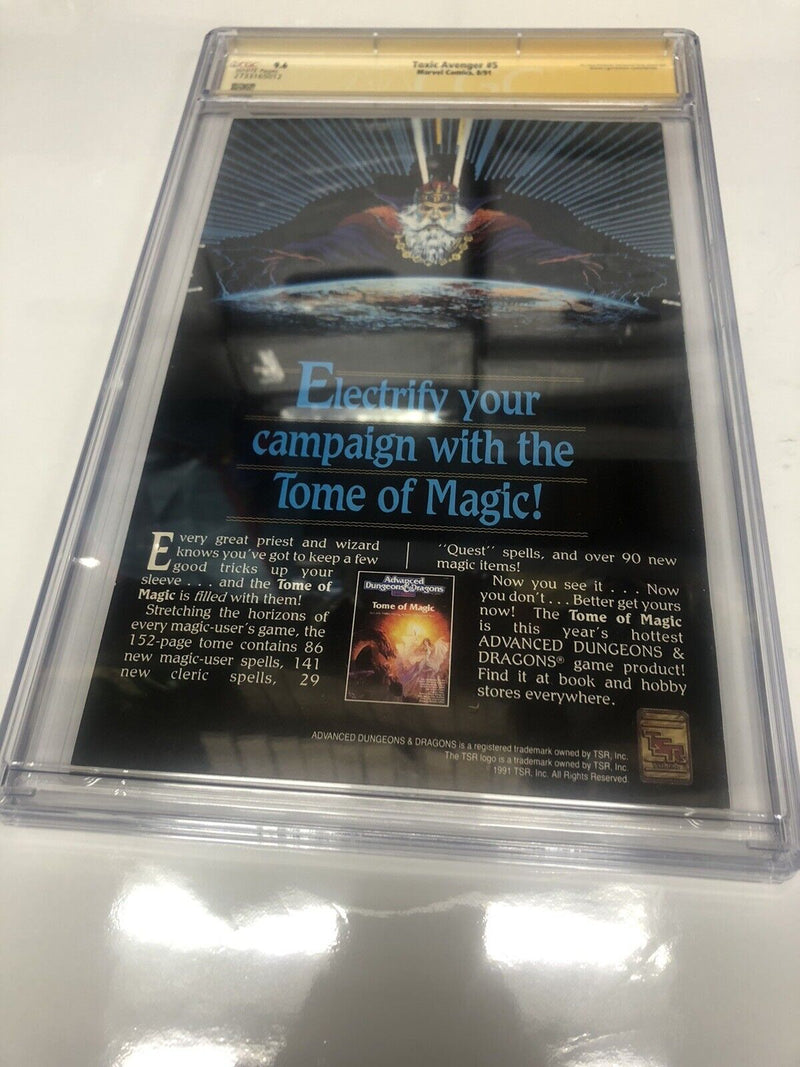 CGC 9.6
WHITE Pages
2733165012
Toxic Avenger #5
Marvel Comics, 8/91
Electrify your
campaign with the
Tome of Magic!
Every great priest and wizard
knows you've got to keep a few
good tricks up your
sleeve . . . and the Tome of
Magic is filled with them!
Stretching the horizons of
every magic-user's game, the
152-page tome contains 86
new magic-user spells, 141
new cleric spells, 29
Advanced
Dungeons&Dragons
Tome of Magic
"Quest" spells, and over 90 new
magic items!
Now you see it . . . Now
you don't . . . Better get yours
now! The Tome of Magic
is this year's hottest
ADVANCED DUNGEONS &
DRAGONS® game product!
Find it at book and hobby
stores everywhere.
ADVANCED DUNGEONS & DRAGONS is a registered trademark owned by TSR, Inc.
The TSR logo is a trademark owned by TSR, Inc.
1991 TSR, Inc. All Rights Reserved.
TSR